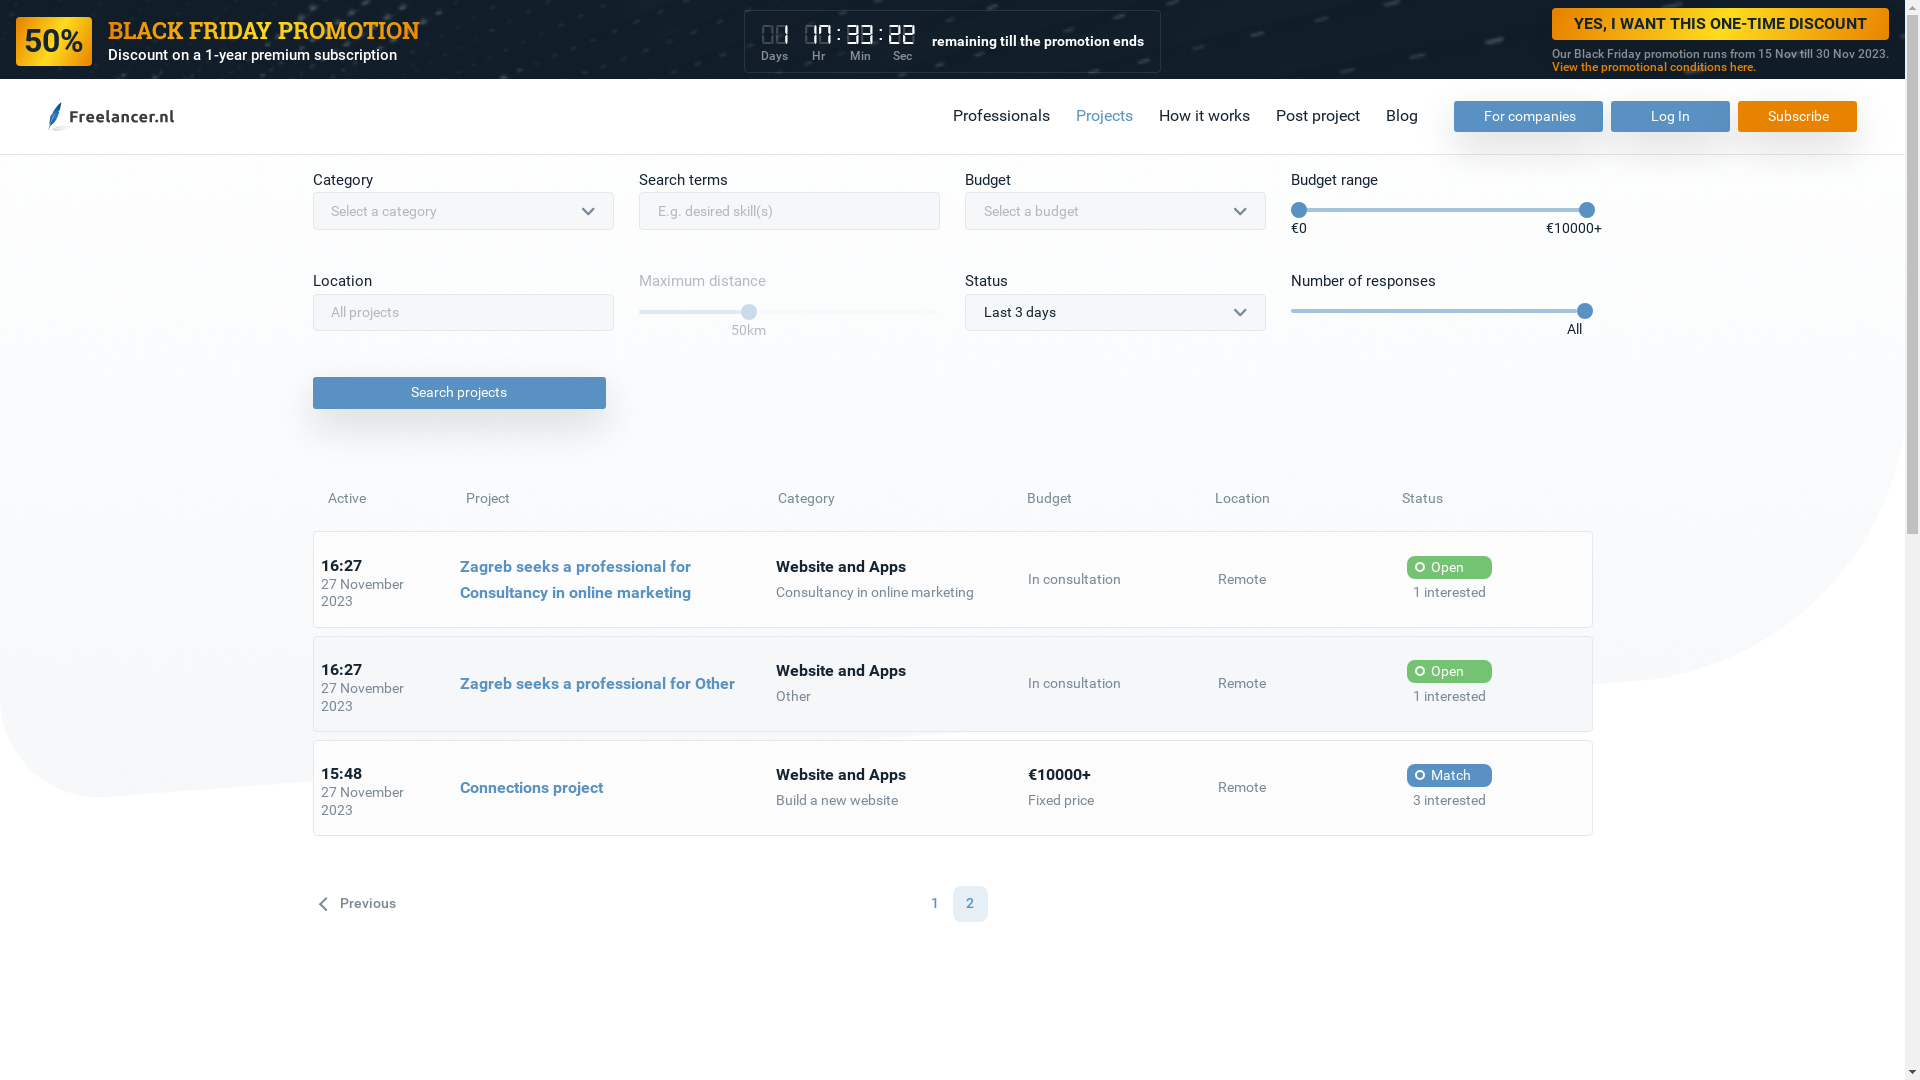 50%
BLACK FRIDAY PROMOTION
Discount on a 1-year premium subscription
1 17:33:22
Days Hr Min Sec
remaining till the promotion ends
YES, I WANT THIS ONE-TIME DISCOUNT
Our Black Friday promotion runs from 15 Nov till 30 Nov 2023.
View the promotional conditions here.
Freelancer.nl
Professionals Projects How it works Post project Blog For companies Log In Subscribe
Category Search terms Budget Budget range
Select a category E.g. desired skill(s) Select a budget
€0 €10000+
Location Maximum distance Status Number of responses
All projects Last 3 days
50km All
Search projects
Active Project Category Budget Location Status
16:27
27 November
2023
Zagreb seeks a professional for
Consultancy in online marketing
Website and Apps
Consultancy in online marketing
In consultation
Remote
Open
1 interested
16:27
27 November
2023
Zagreb seeks a professional for Other
Website and Apps
Other
In consultation
Remote
Open
1 interested
15:48
27 November
2023
Connections project
Website and Apps
Build a new website
€10000+
Fixed price
Remote
Match
3 interested
Previous 1 2